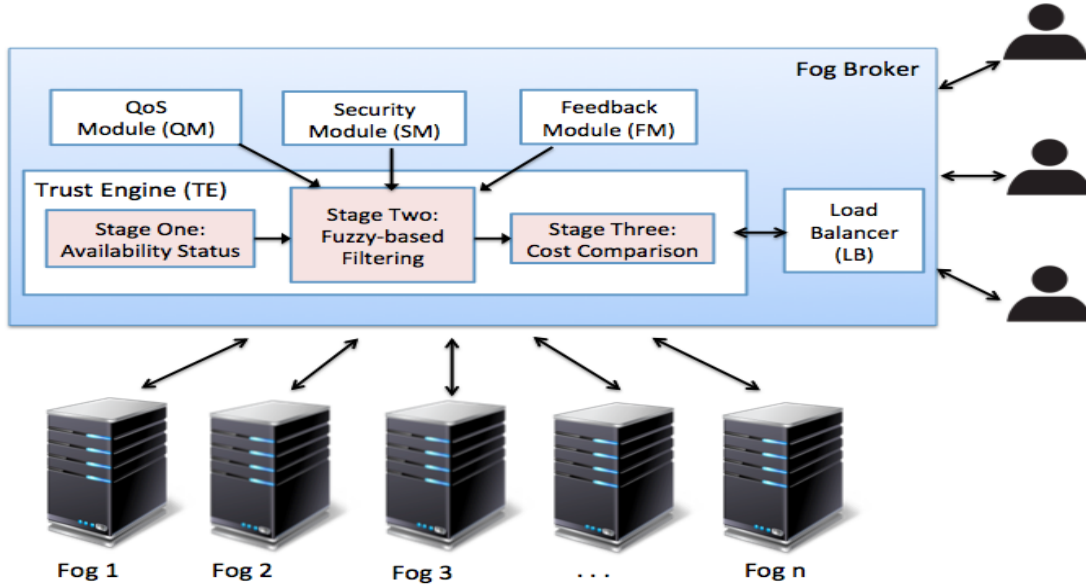 Fog Broker
QoS
Module (QM)
Security
Module (SM)
Feedback
Module (FM)
Trust Engine (TE)
Stage One:
Availability Status
Stage Two:
Fuzzy-based
Filtering
Stage Three:
Cost Comparison
Load
Balancer
(LB)
Fog 1
Fog 2
Fog 3
. . .
Fog n